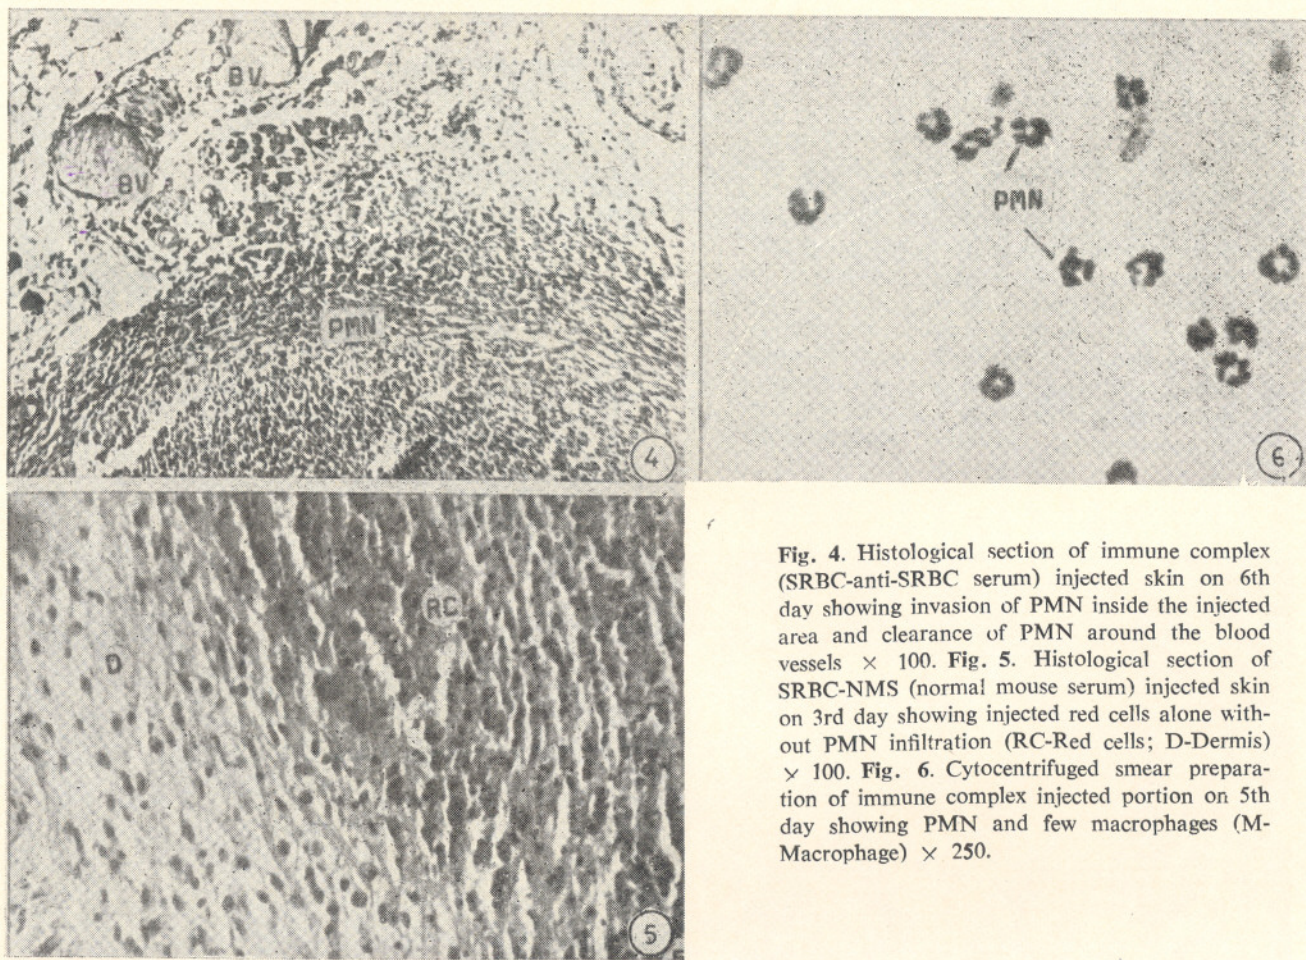 BV
BV
PMN
4
PMN
6
RC
D
5
Fig. 4. Histological section of immune complex
(SRBC-anti-SRBC serum) injected skin on 6th
day showing invasion of PMN inside the injected
area and clearance of PMN around the blood
vessels × 100. Fig. 5. Histological section of
SRBC-NMS (normal mouse serum) injected skin
on 3rd day showing injected red cells alone with-
out PMN infiltration (RC-Red cells; D-Dermis)
× 100. Fig. 6. Cytocentrifuged smear prepara-
tion of immune complex injected portion on 5th
day showing PMN and few macrophages (M-
Macrophage) × 250.